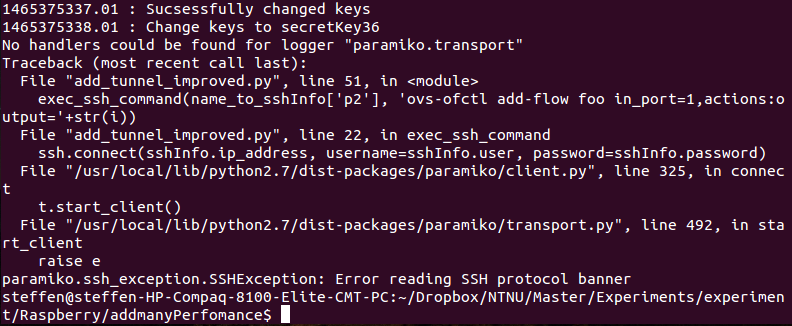 1465375337.01 : Sucsessfully changed keys
1465375338.01 : Change keys to secretKey36
No handlers could be found for logger "paramiko.transport"
Traceback (most recent call last):
  File "add_tunnel_improved.py", line 51, in <module>
    exec_ssh_command(name_to_sshInfo['p2'], 'ovs-ofctl add-flow foo in_port=1,actions:o
utput='+str(i))
  File "add_tunnel_improved.py", line 22, in exec_ssh_command
    ssh.connect(sshInfo.ip_address, username=sshInfo.user, password=sshInfo.password)
  File "/usr/local/lib/python2.7/dist-packages/paramiko/client.py", line 325, in connec
t
    t.start_client()
  File "/usr/local/lib/python2.7/dist-packages/paramiko/transport.py", line 492, in sta
rt_client
    raise e
paramiko.ssh_exception.SSHException: Error reading SSH protocol banner
steffen@steffen-HP-Compaq-8100-Elite-CMT-PC:~/Dropbox/NTNU/Master/Experiments/experimen
t/Raspberry/addmanyPerfomance$